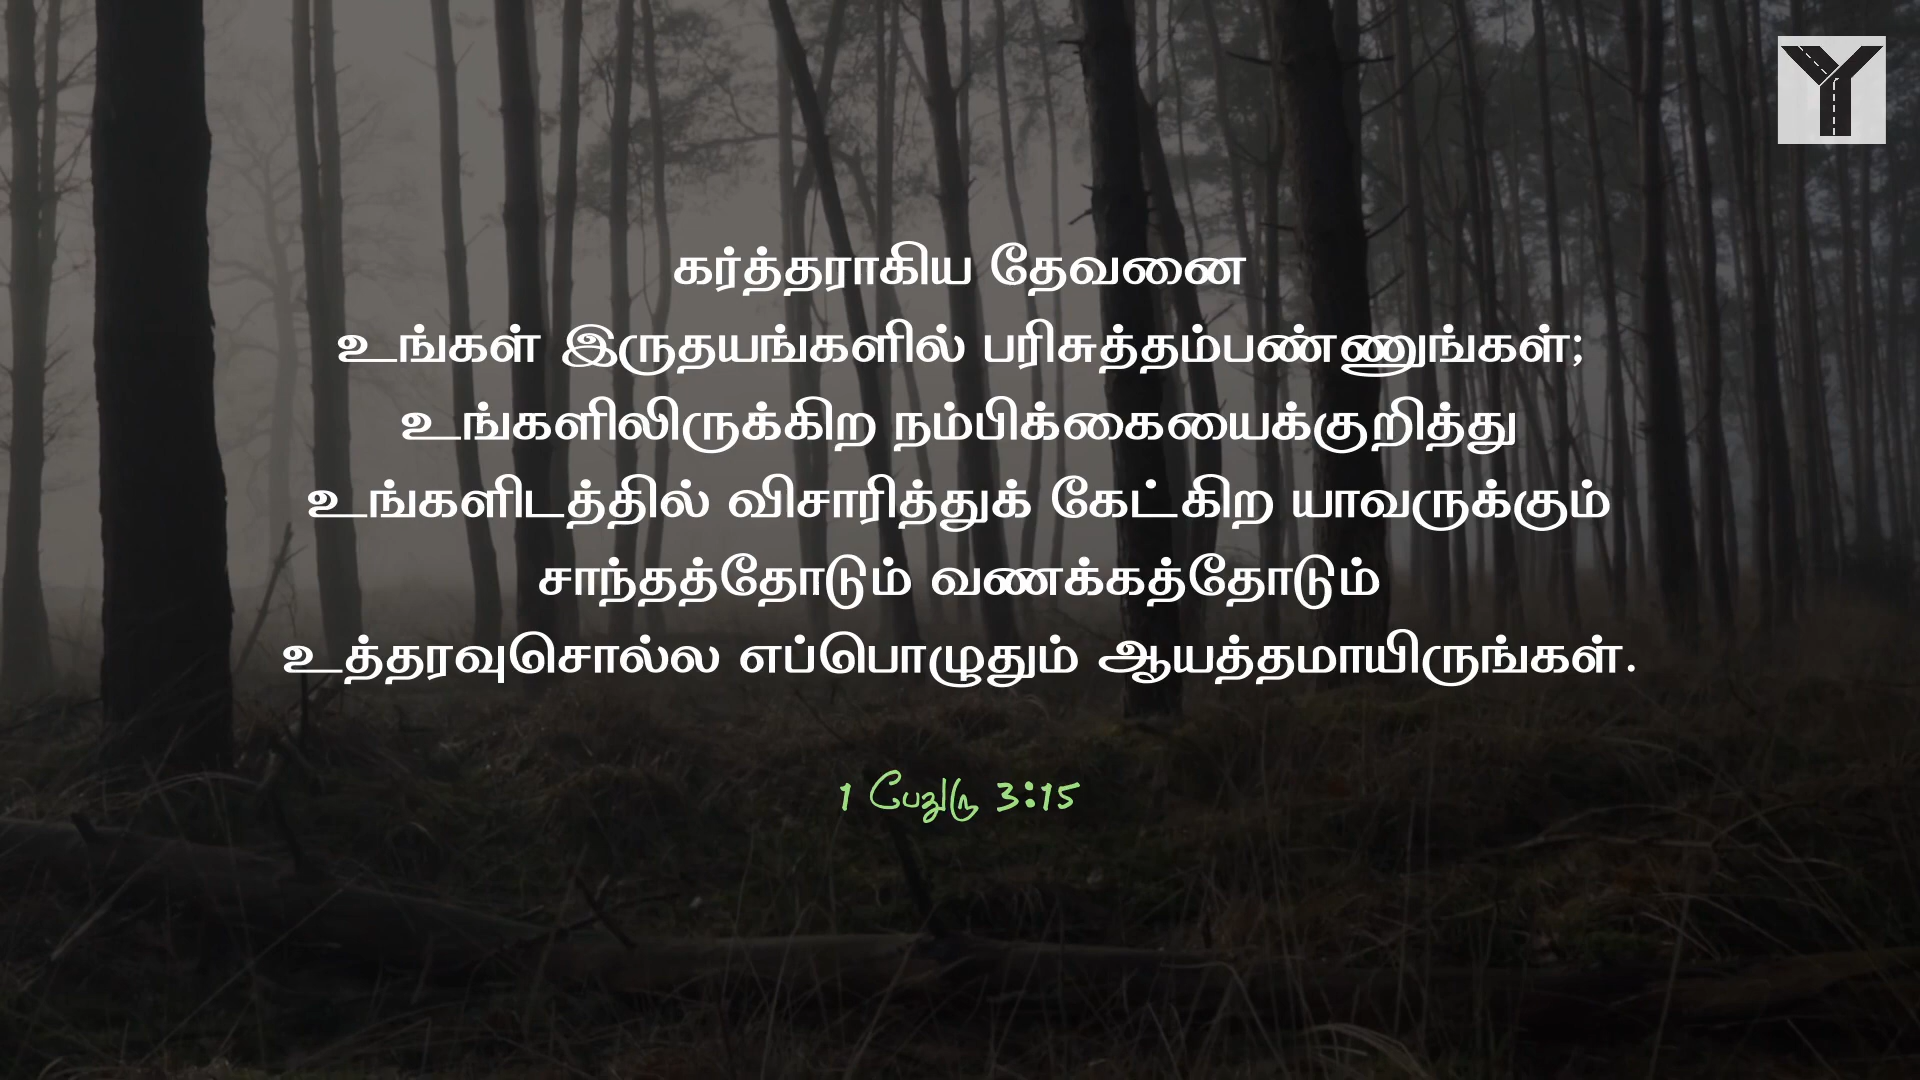 கர்த்தராகிய தேவனை
உங்கள் இருதயங்களில் பரிசுத்தம்பண்ணுங்கள்;
உங்களிலிருக்கிற நம்பிக்கையைக்குறித்து
உங்களிடத்தில் விசாரித்துக் கேட்கிற யாவருக்கும்
சாந்தத்தோடும் வணக்கத்தோடும்
உத்தரவுசொல்ல எப்பொழுதும் ஆயத்தமாயிருங்கள்.
1 பேதுரு 3:15